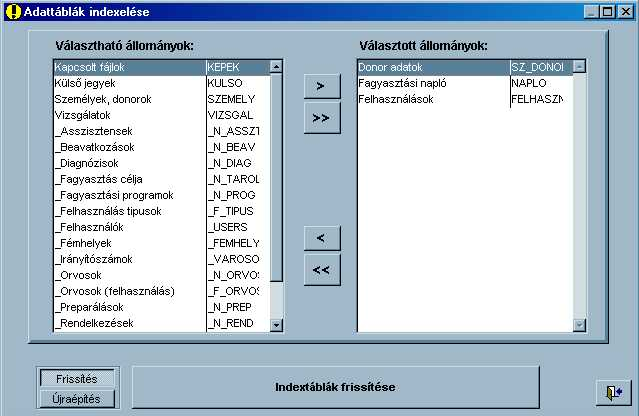 Adattáblák indexelése
Választható állományok:
Választott állományok:
Kapcsolt fájlok KEPEK
Külső jegyek KULSO
Személyek, donorok SZEMELY
Vizsgálatok VIZSGAL
_Asszisztensek _N_ASSZT
_Beavatkozások _N_BEAV
_Diagnózisok _N_DIAG
_Fagyasztás célja _N_TAROL
_Fagyasztási programok _N_PROG
_Felhasználás tipusok _F_TIPUS
_Felhasználók _USERS
_Fémhelyek _FEMHELY
_Irányítószámok _VAROSO
_Orvosok _N_ORVOS
_Orvosok (felhasználás) _F_ORVOS
_Preparálások _N_PREP
_Rendelkezések _N_REND
>
>>
<
<<
Donor adatok SZ_DONOI
Fagyasztási napló NAPLO
Felhasználások FELHASZN
Frissítés
Újraépítés
Indextáblák frissítése